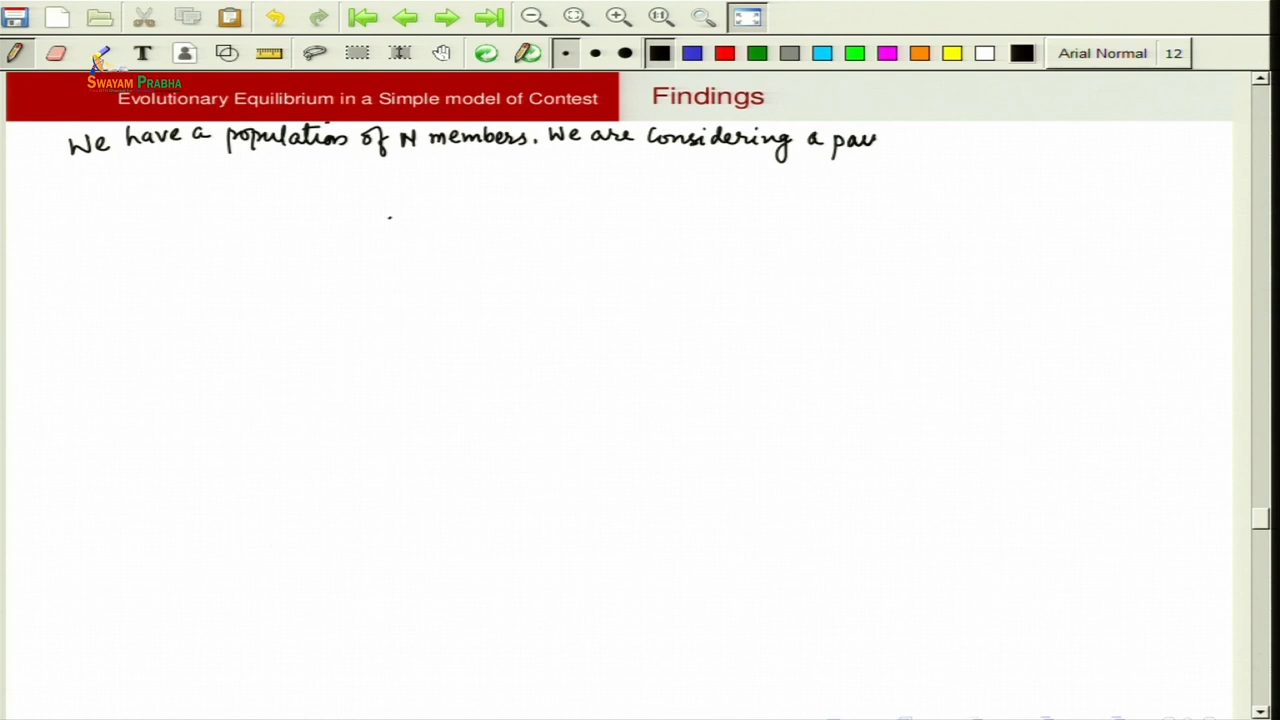 Arial Normal 12
SWAYAM PRABHA
Evolutionary Equilibrium in a Simple model of Contest Findings
We have a population of N members. We are considering a